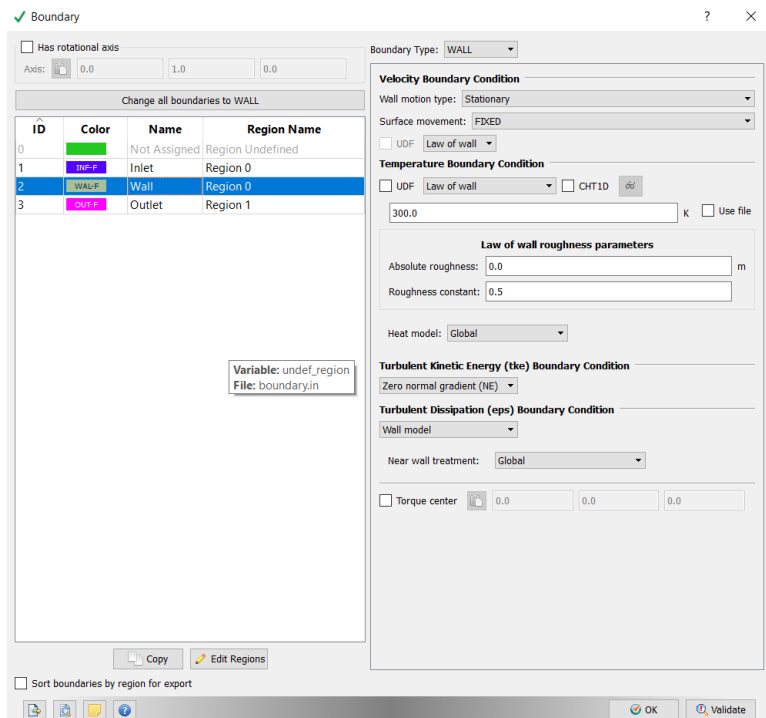 Boundary ?
Has rotational axis
Axis: 0.0 1.0 0.0
Change all boundaries to WALL
ID Color Name Region Name
0 Not Assigned Region Undefined
1 INF-F Inlet Region 0
2 WAL-F Wall Region 0
3 OUT-F Outlet Region 1
Variable: undef_region
File: boundary.in
Copy Edit Regions
Sort boundaries by region for export
Boundary Type: WALL
Velocity Boundary Condition
Wall motion type: Stationary
Surface movement: FIXED
UDF Law of wall
Temperature Boundary Condition
UDF Law of wall CHT1D
300.0 K Use file
Law of wall roughness parameters
Absolute roughness: 0.0 m
Roughness constant: 0.5
Heat model: Global
Turbulent Kinetic Energy (tke) Boundary Condition
Zero normal gradient (NE)
Turbulent Dissipation (eps) Boundary Condition
Wall model
Near wall treatment: Global
Torque center 0.0 0.0 0.0
OK Validate